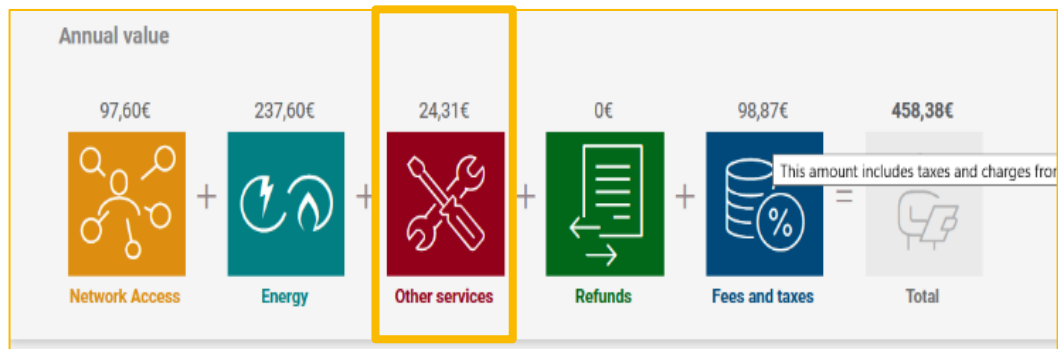 Annual value
97,60€ 237,60€ 24,31€ 0€ 98,87€ 458,38€
This amount includes taxes and charges from
+ + + + =
%
Network Access Energy Other services Refunds Fees and taxes Total